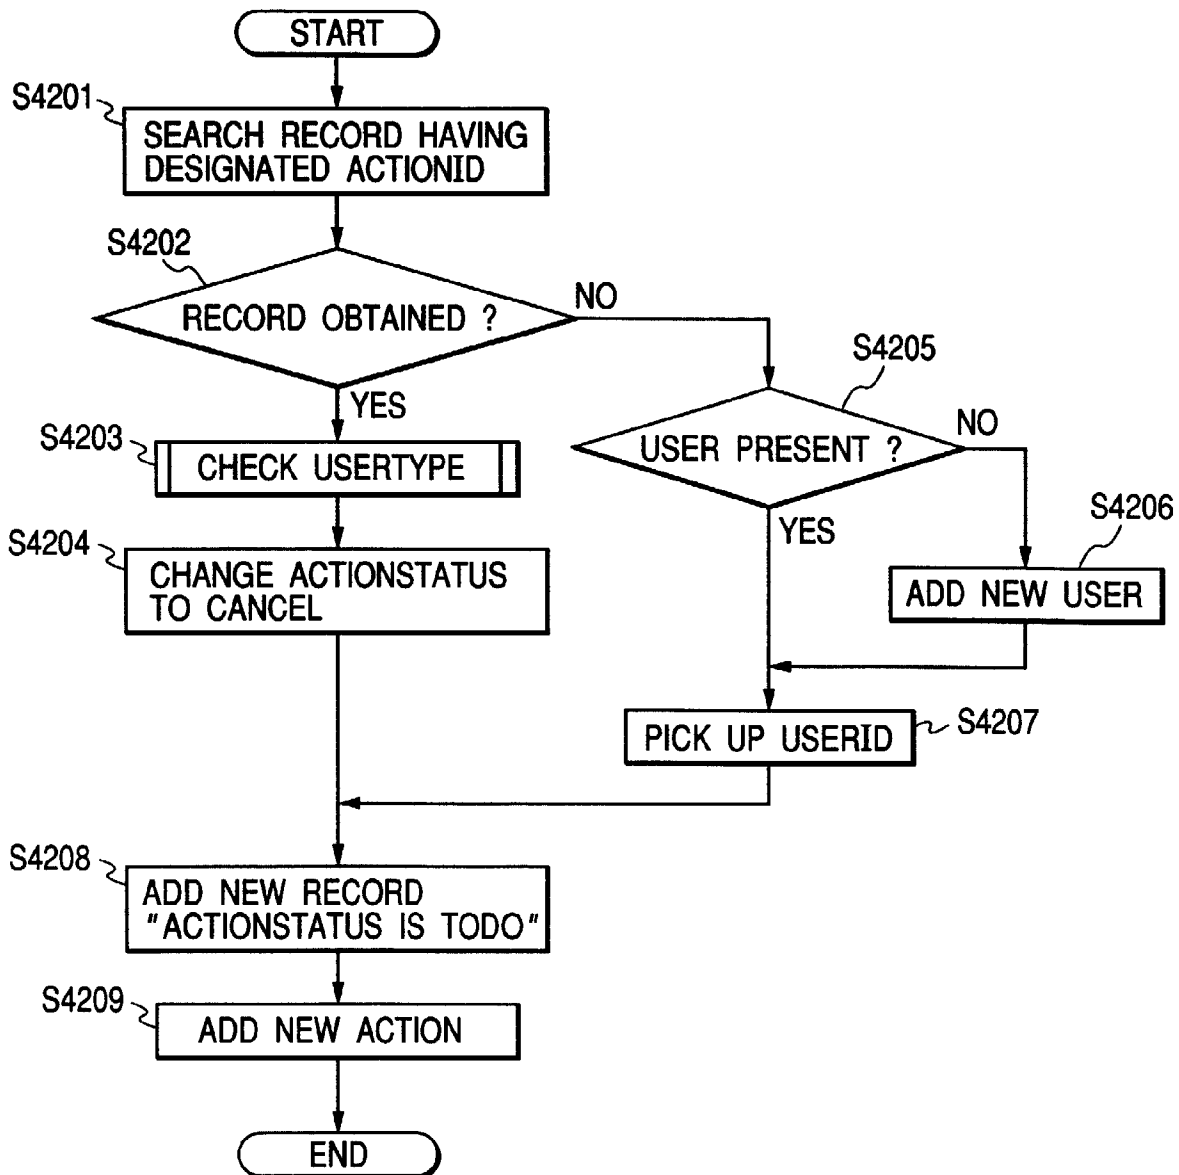 START
S4201
SEARCH RECORD HAVING
DESIGNATED ACTIONID
S4202
RECORD OBTAINED ?
NO
YES
S4205
USER PRESENT ?
NO
YES
S4203
CHECK USERTYPE
S4206
ADD NEW USER
S4204
CHANGE ACTIONSTATUS
TO CANCEL
S4207
PICK UP USERID
S4208
ADD NEW RECORD
"ACTIONSTATUS IS TODO"
S4209
ADD NEW ACTION
END